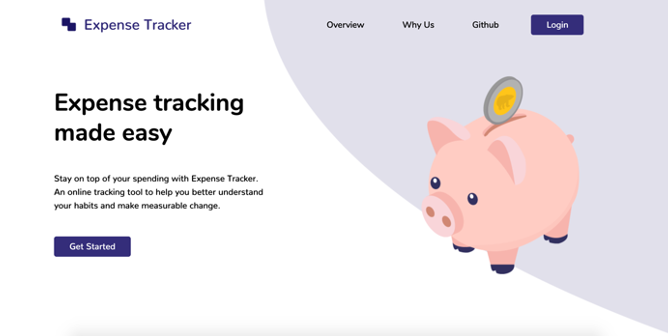 Expense Tracker
Overview
Why Us
Github
Login
Expense tracking
made easy
Stay on top of your spending with Expense Tracker.
An online tracking tool to help you better understand
your habits and make measurable change.
Get Started